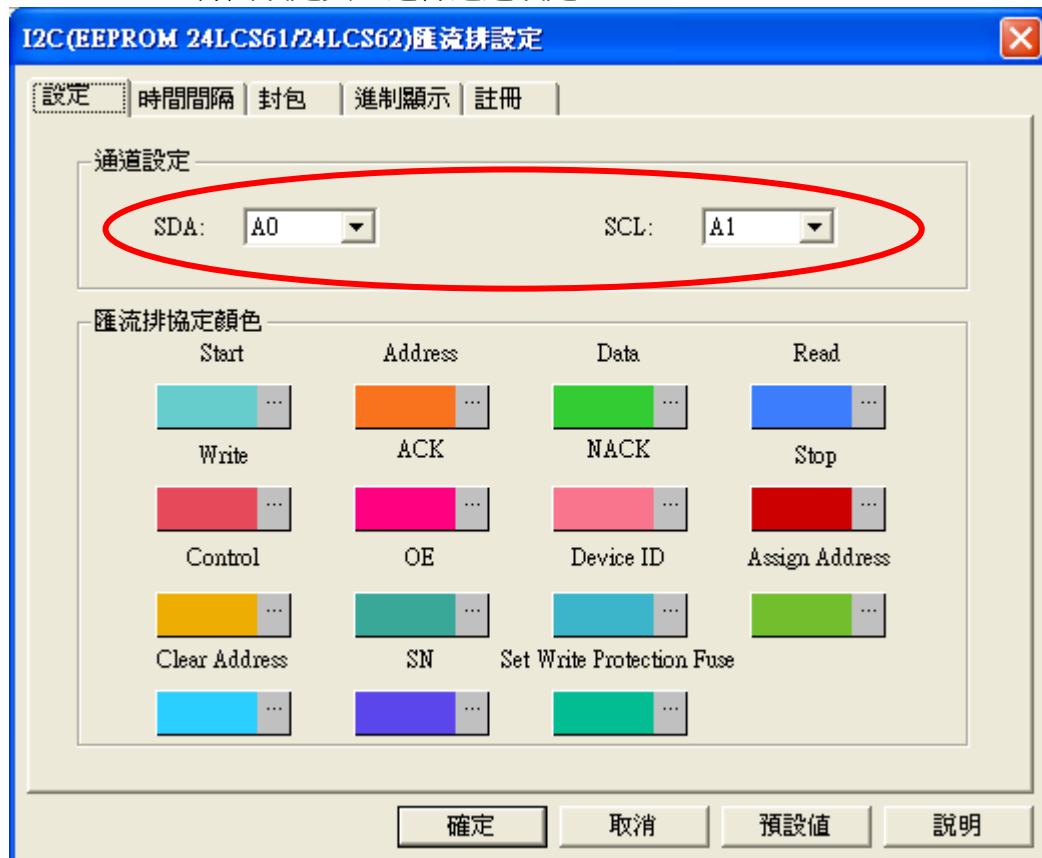 I2C(EEPROM 24LCS61/24LCS62)匯流排設定
設定 時間間隔 封包 進制顯示 註冊
通道設定
SDA: A0 SCL: A1
匯流排協定顏色
Start Address Data Read
... ... ... ...
Write ACK NACK Stop
... ... ... ...
Control OE Device ID Assign Address
... ... ... ...
Clear Address SN Set Write Protection Fuse
... ... ...
確定 取消 預設值 說明